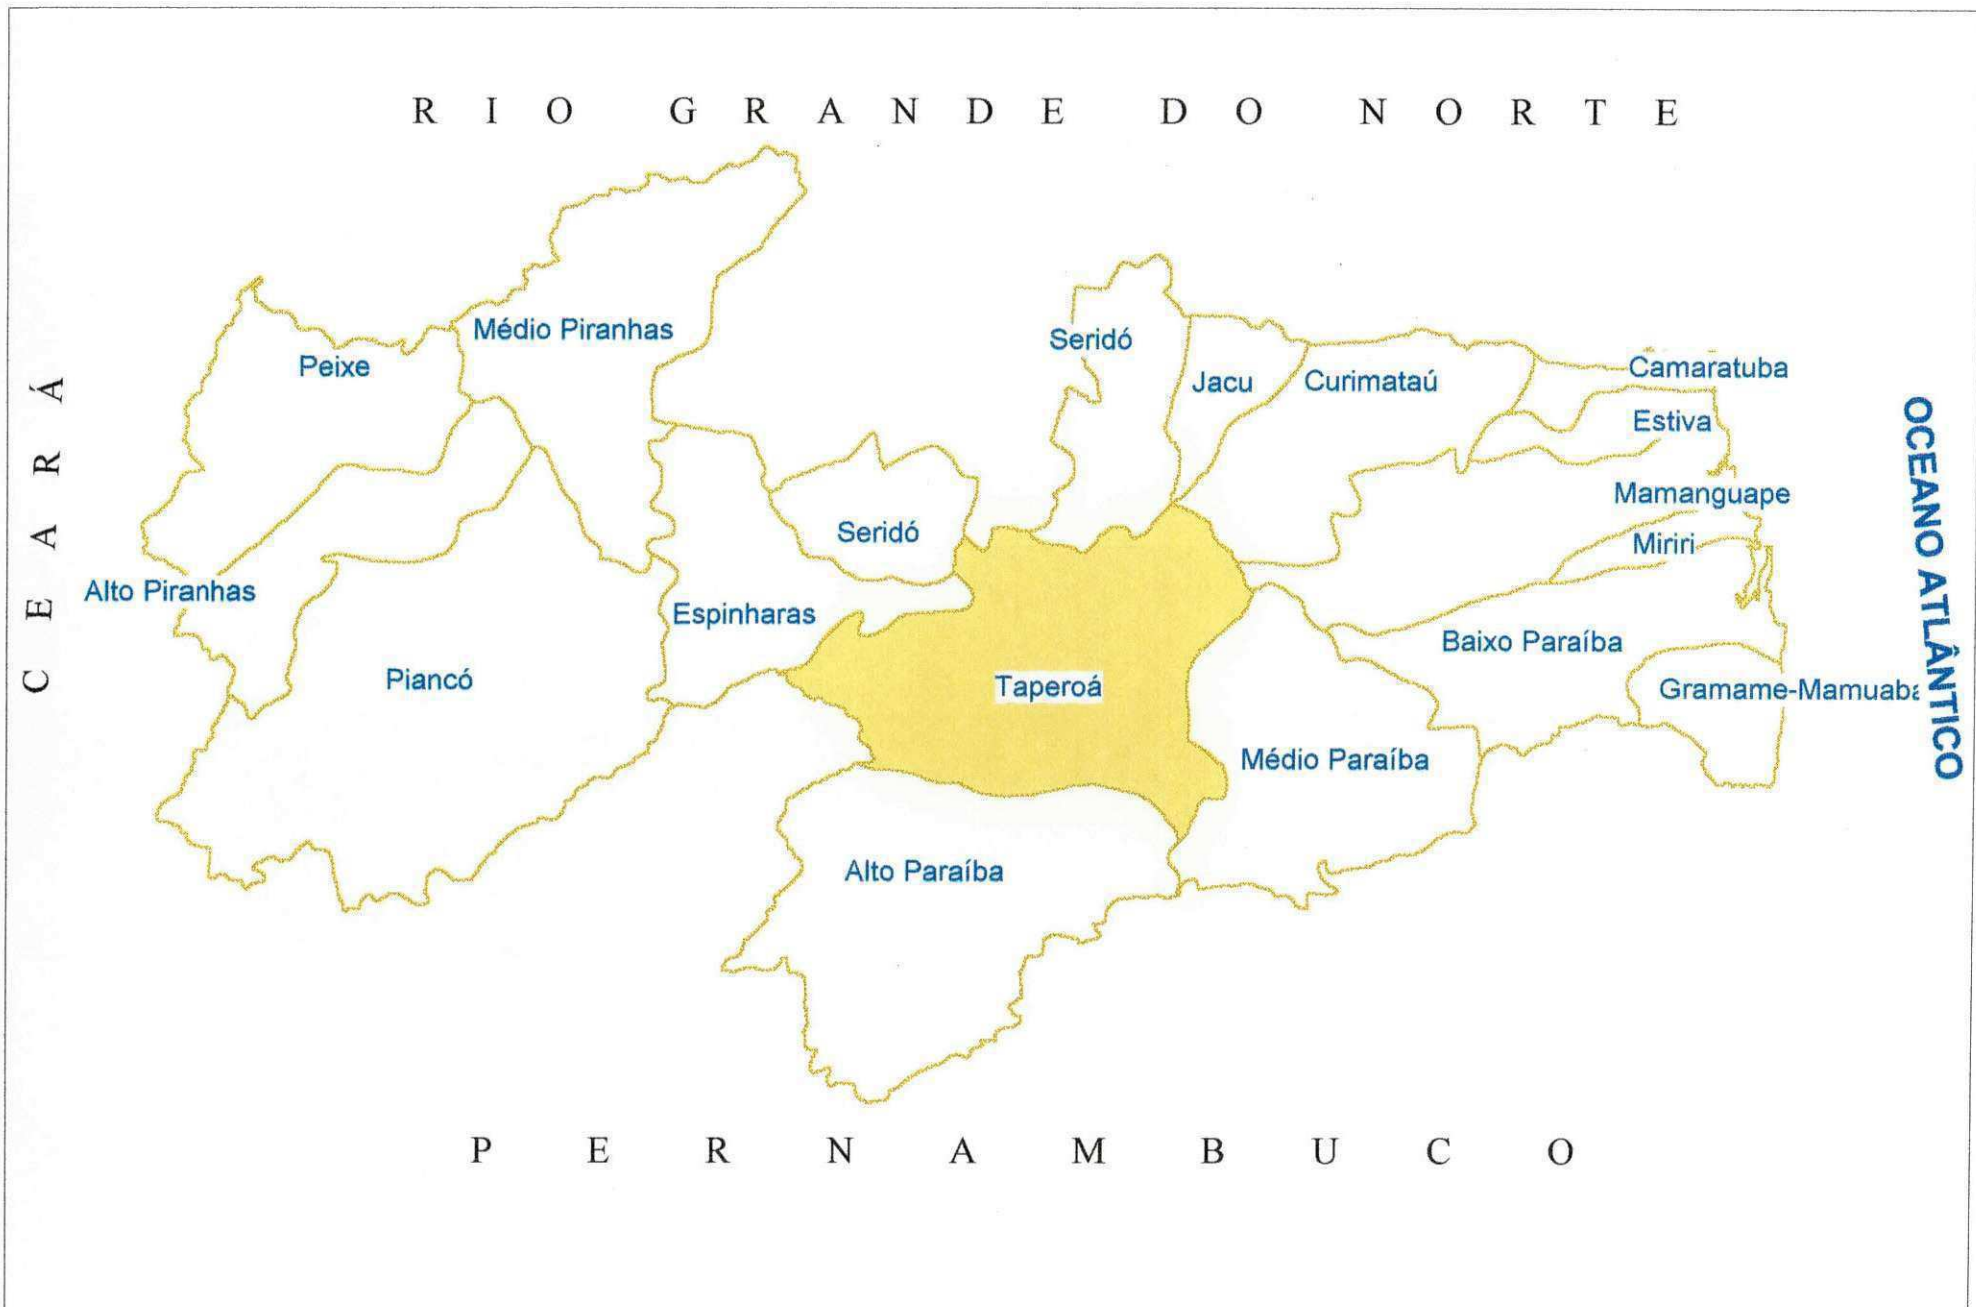 RIO GRANDE DO NORTE
Médio Piranhas
Seridó
Peixe
Jacu
Curimataú
Camaratuba
Estiva
CEARÁ
OCEANO ATLÂNTICO
Mamanguape
Seridó
Miriri
Alto Piranhas
Espinharas
Baixo Paraíba
Piancó
Taperoá
Gramame-Mamuaba
Médio Paraíba
Alto Paraíba
PERNAMBUCO